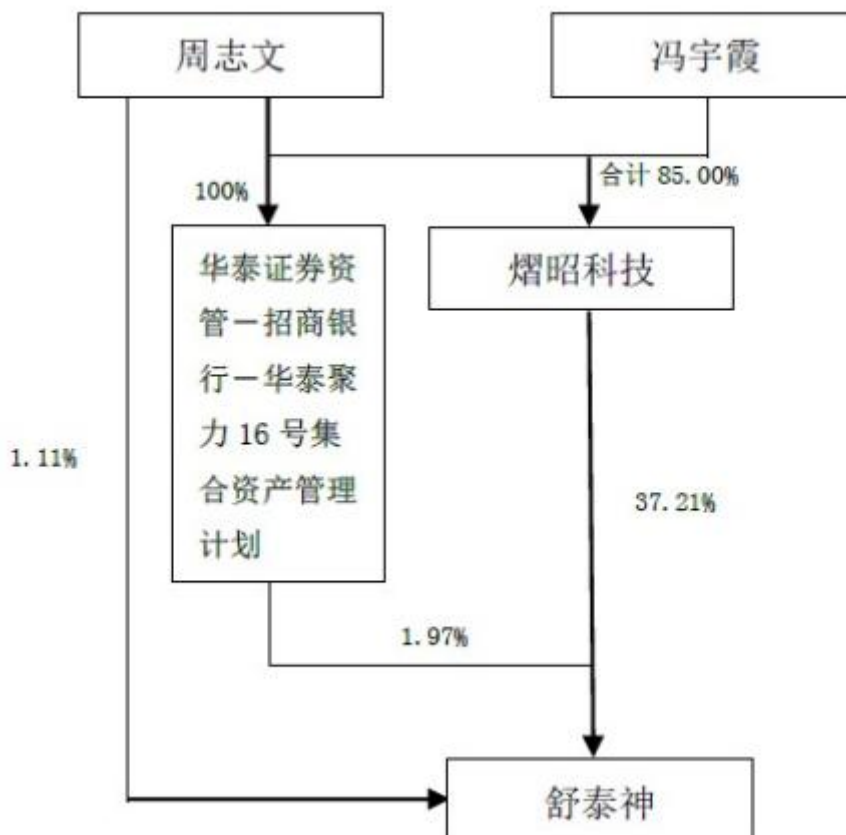 周志文
冯宇霞
合计 85.00%
100%
华泰证券资
管－招商银
行－华泰聚
力 16 号集
合资产管理
计划
熠昭科技
1.11%
37.21%
1.97%
舒泰神